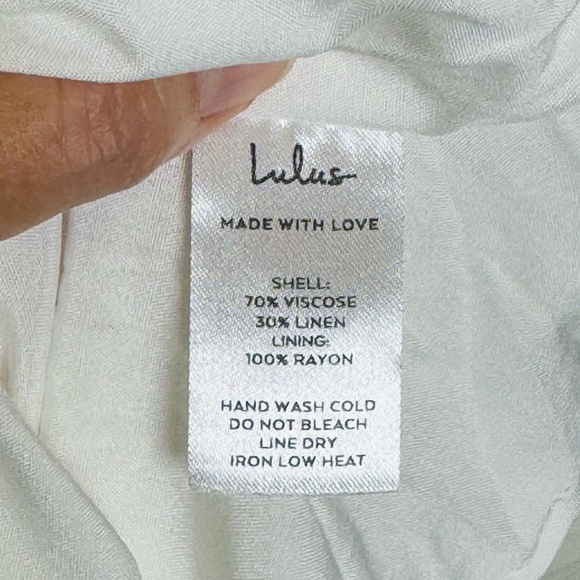 Lulus
MADE WITH LOVE
SHELL:
70% VISCOSE
30% LINEN
LINING:
100% RAYON
HAND WASH COLD
DO NOT BLEACH
LINE DRY
IRON LOW HEAT